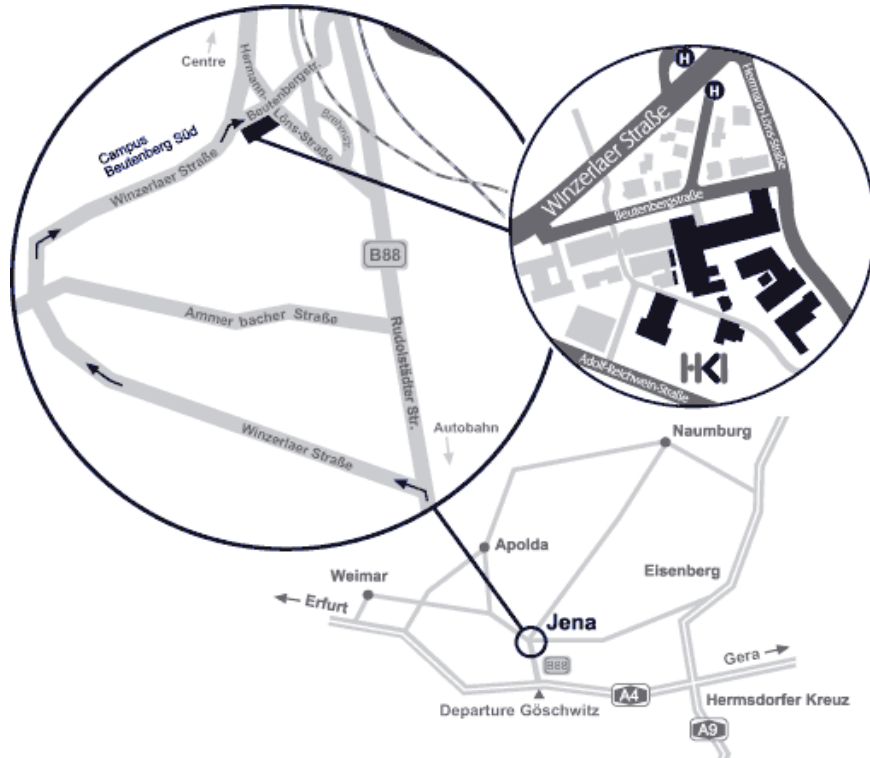 Centre
Hermann-
Löns-Straße
Beutenbergstr.
Campus
Beutenberg Süd
Winzerlaer Straße
B88
Ammer bacher Straße
Rudolstädter Str.
Winzerlaer Straße
Autobahn
H
H
Winzerlaer Straße
Herrmann-Löns-Straße
Beutenbergstraße
HKI
Adolf-Reichwein-Straße
Naumburg
Apolda
Eisenberg
Weimar
Erfurt
Jena
B88
Gera
A4
Hermsdorfer Kreuz
Departure Göschwitz
A9